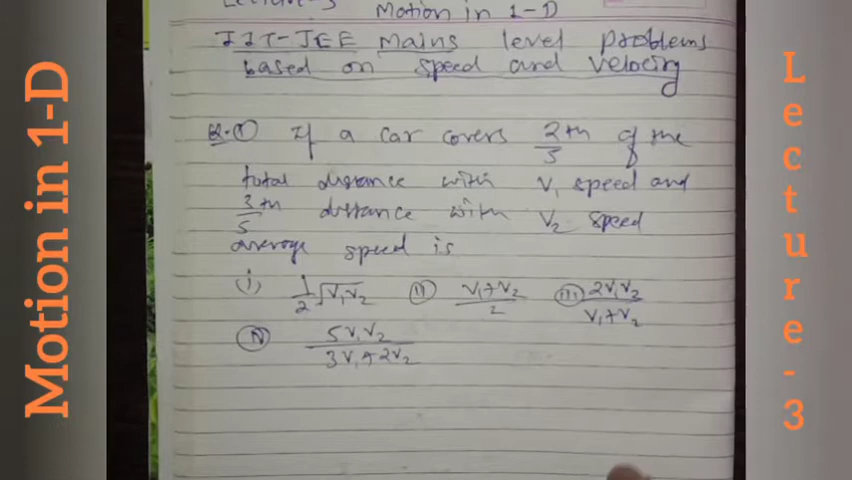 Motion in 1-D
Motion in 1-D
IIT-JEE Mains level problems
based on speed and velocity
Q.① If a car covers 2/5 th of the
total distance with V₁ speed and
3/5 th distance with V₂ speed
average speed is
(i) 1/2 √V₁V₂ (ii) V₁+V₂/2 (iii) 2V₁V₂/V₁+V₂
(iv) 5V₁V₂/3V₁+2V₂
Lecture-3